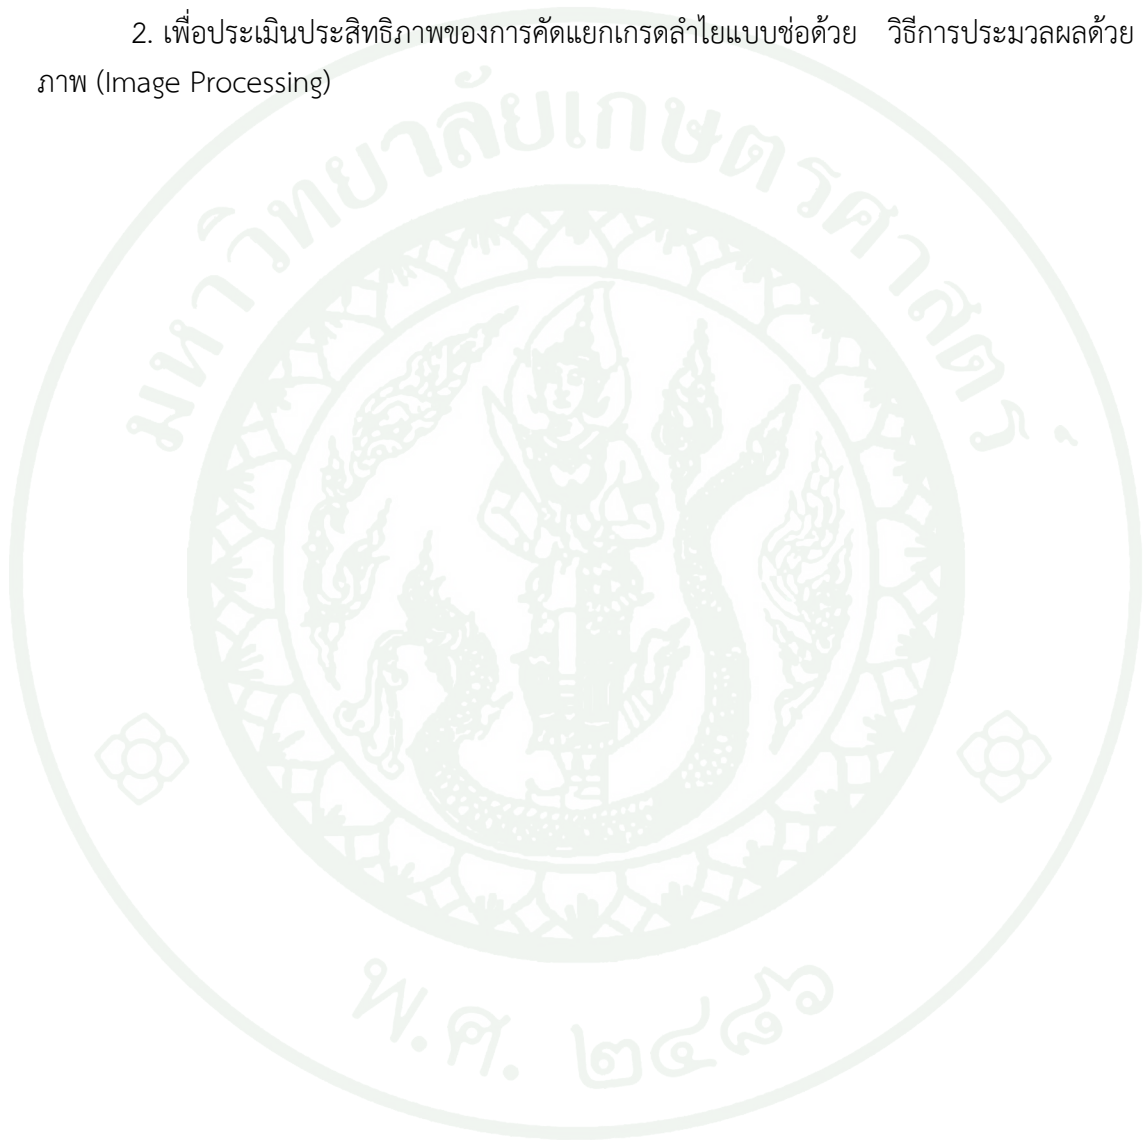 2. เพื่อประเมินประสิทธิภาพของการคัดแยกเกรดลำไยแบบช่อด้วย วิธีการประมวลผลด้วย
ภาพ (Image Processing)
มหาวิทยาลัยเกษตรศาสตร์
พ.ศ. ๒๔๘๖